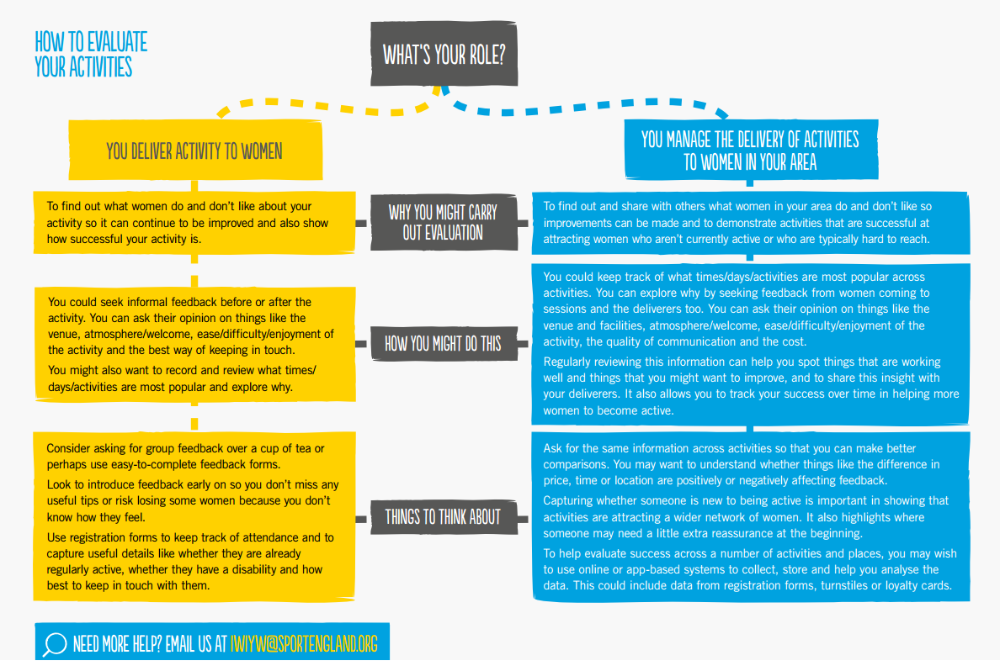 HOW TO EVALUATE
YOUR ACTIVITIES
WHAT'S YOUR ROLE?
YOU DELIVER ACTIVITY TO WOMEN
YOU MANAGE THE DELIVERY OF ACTIVITIES
TO WOMEN IN YOUR AREA
To find out what women do and don't like about your
activity so it can continue to be improved and also show
how successful your activity is.
WHY YOU MIGHT CARRY
OUT EVALUATION
To find out and share with others what women in your area do and don't like so
improvements can be made and to demonstrate activities that are successful at
attracting women who aren't currently active or who are typically hard to reach.
You could seek informal feedback before or after the
activity. You can ask their opinion on things like the
venue, atmosphere/welcome, ease/difficulty/enjoyment of
the activity and the best way of keeping in touch.
You might also want to record and review what times/
days/activities are most popular and explore why.
HOW YOU MIGHT DO THIS
You could keep track of what times/days/activities are most popular across
activities. You can explore why by seeking feedback from women coming to
sessions and the deliverers too. You can ask their opinion on things like the
venue and facilities, atmosphere/welcome, ease/difficulty/enjoyment of the
activity, the quality of communication and the cost.
Regularly reviewing this information can help you spot things that are working
well and things that you might want to improve, and to share this insight with
your deliverers. It also allows you to track your success over time in helping more
women to become active.
Consider asking for group feedback over a cup of tea or
perhaps use easy-to-complete feedback forms.
Look to introduce feedback early on so you don't miss any
useful tips or risk losing some women because you don't
know how they feel.
Use registration forms to keep track of attendance and to
capture useful details like whether they are already
regularly active, whether they have a disability and how
best to keep in touch with them.
THINGS TO THINK ABOUT
Ask for the same information across activities so that you can make better
comparisons. You may want to understand whether things like the difference in
price, time or location are positively or negatively affecting feedback.
Capturing whether someone is new to being active is important in showing that
activities are attracting a wider network of women. It also highlights where
someone may need a little extra reassurance at the beginning.
To help evaluate success across a number of activities and places, you may wish
to use online or app-based systems to collect, store and help you analyse the
data. This could include data from registration forms, turnstiles or loyalty cards.
NEED MORE HELP? EMAIL US AT IWIYW@SPORTENGLAND.ORG